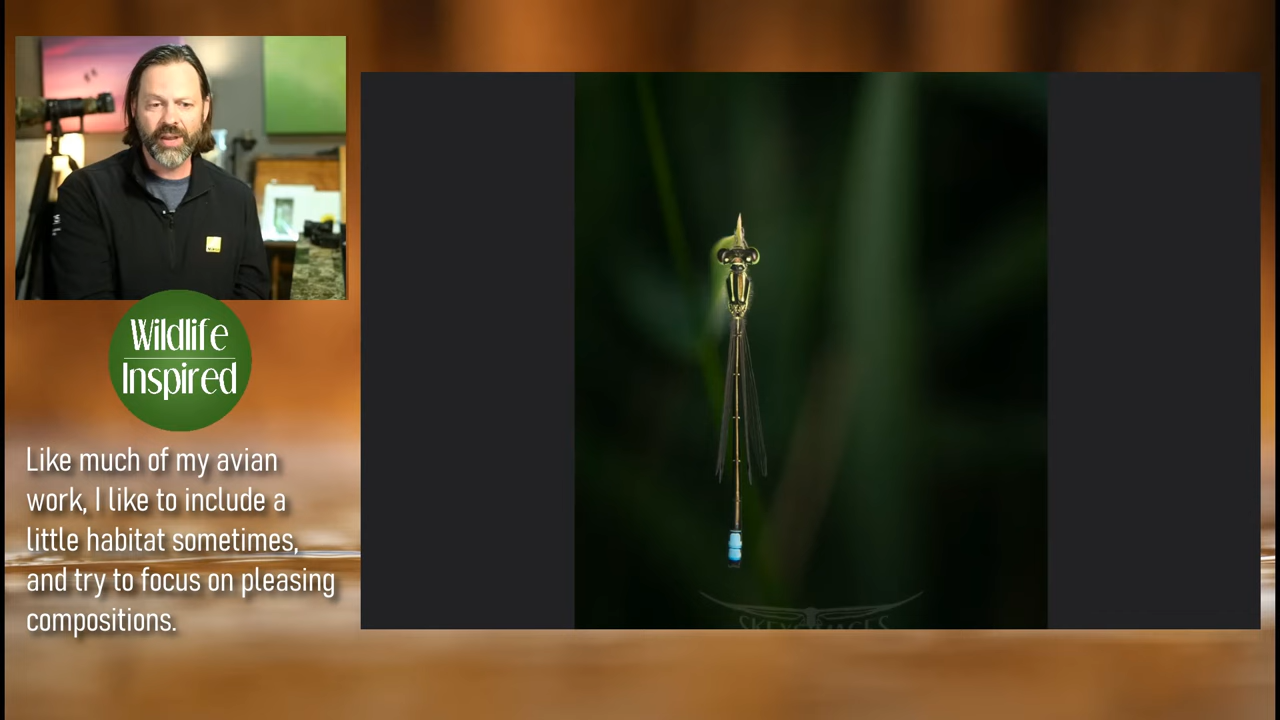 Wildlife
Inspired
Like much of my avian
work, I like to include a
little habitat sometimes,
and try to focus on pleasing
compositions.